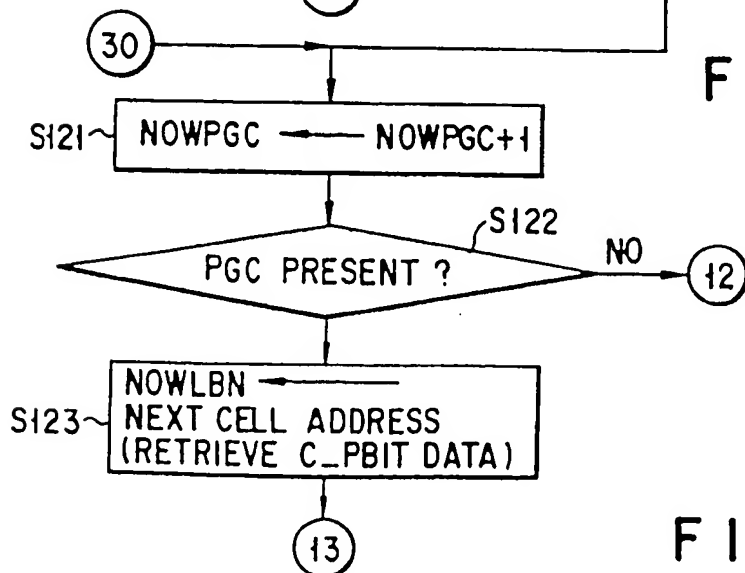 30
F
S121 NOWPGC ← NOWPGC+1
S122
PGC PRESENT ?
NO
12
NOWLBN ←
S123 NEXT CELL ADDRESS
(RETRIEVE C_PBIT DATA)
13
F I